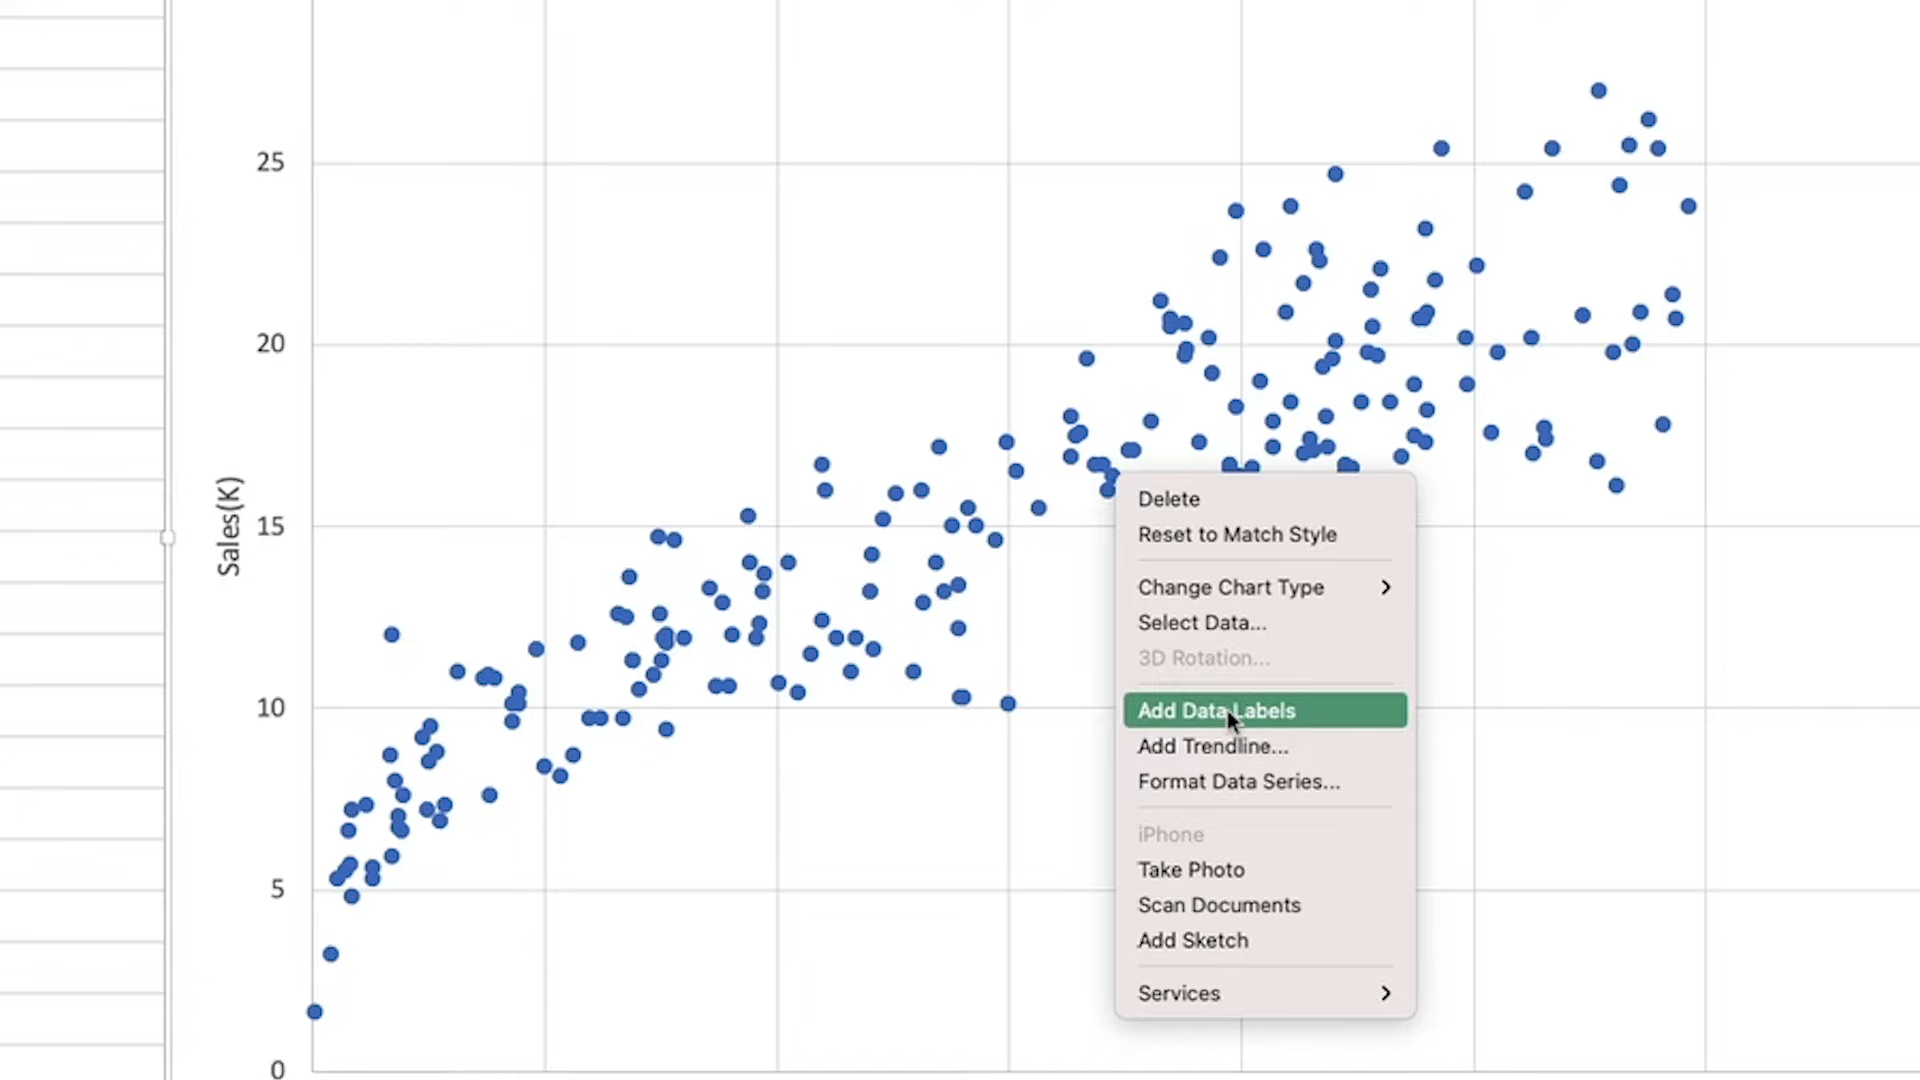 25
20
15
10
5
0
Sales(K)
Delete
Reset to Match Style
Change Chart Type
Select Data...
3D Rotation...
Add Data Labels
Add Trendline...
Format Data Series...
iPhone
Take Photo
Scan Documents
Add Sketch
Services